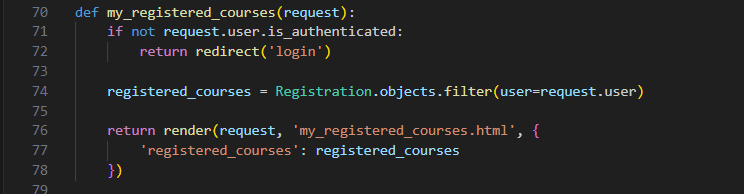 70 def my_registered_courses(request):
71     if not request.user.is_authenticated:
72         return redirect('login')
73
74     registered_courses = Registration.objects.filter(user=request.user)
75
76     return render(request, 'my_registered_courses.html', {
77         'registered_courses': registered_courses
78     })
79